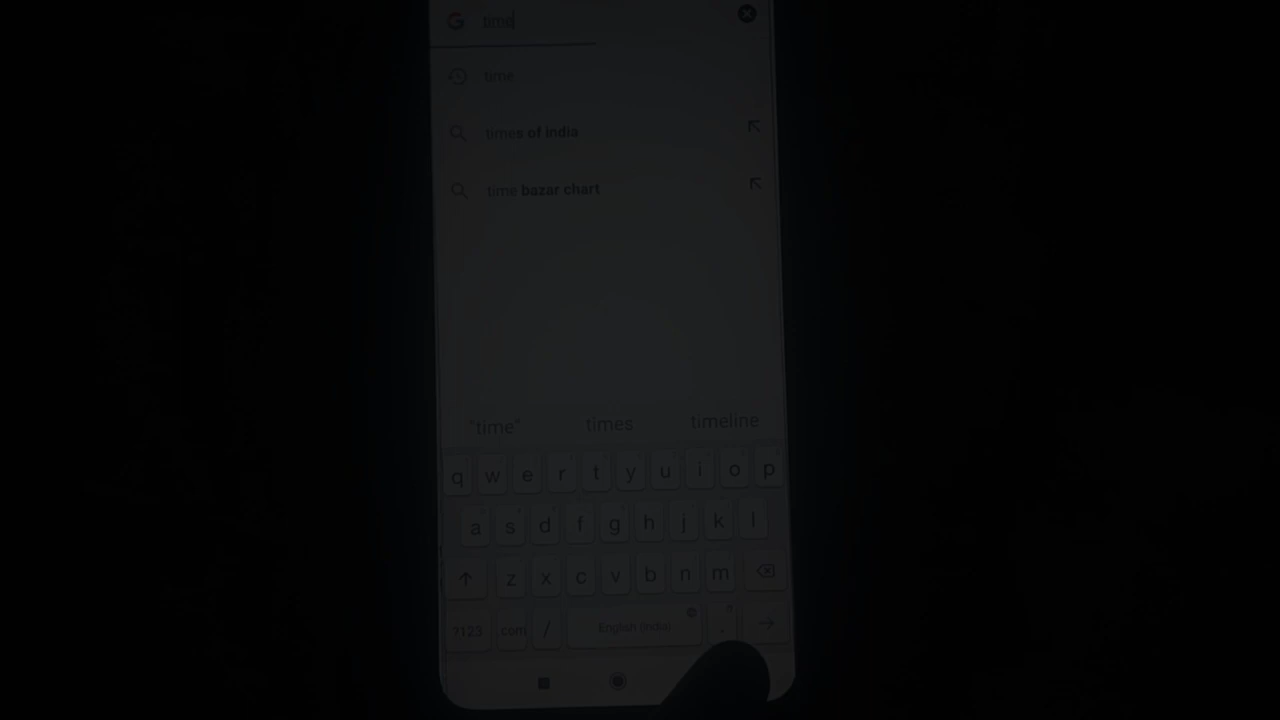 time
time
times of india
time bazar chart
"time" times timeline
q w e r t y u i o p
a s d f g h j k l
z x c v b n m
?123 .com / English (India) .